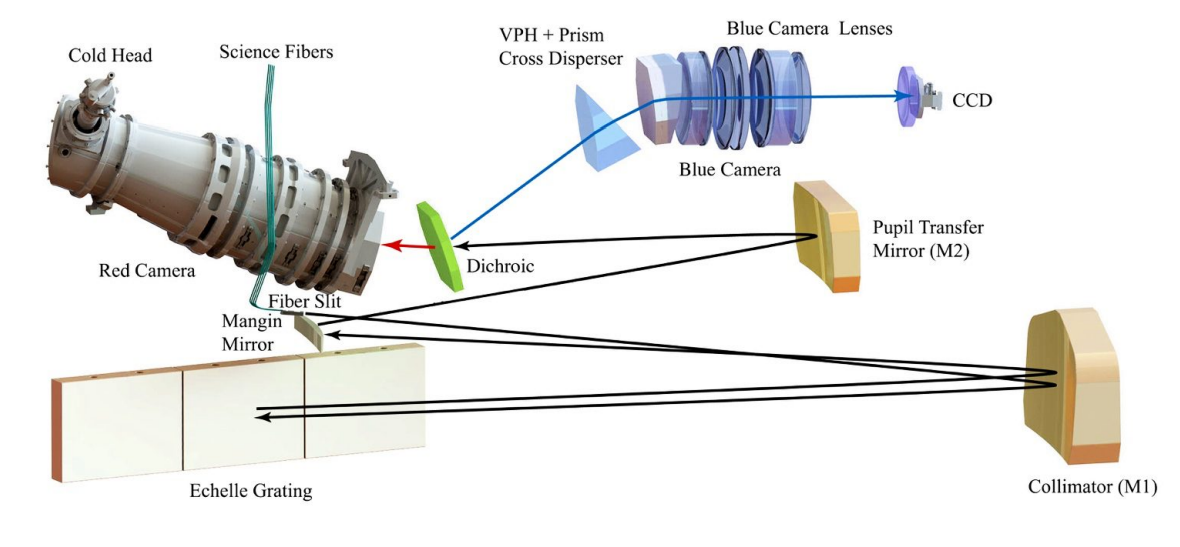 Cold Head
Science Fibers
VPH + Prism
Cross Disperser
Blue Camera Lenses
CCD
Blue Camera
Pupil Transfer
Mirror (M2)
Red Camera
Dichroic
Fiber Slit
Mangin
Mirror
Echelle Grating
Collimator (M1)